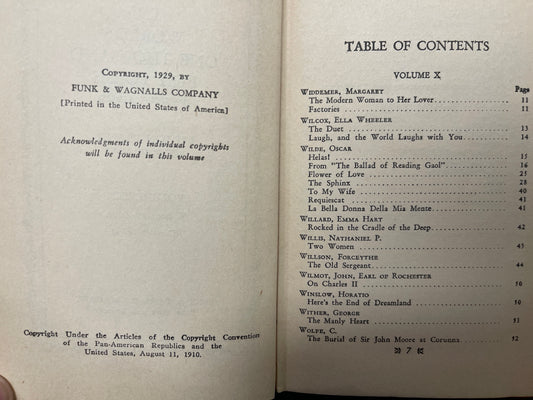 COPYRIGHT, 1929, BY
FUNK & WAGNALLS COMPANY
[Printed in the United States of America]
Acknowledgments of individual copyrights
will be found in this volume
Copyright Under the Articles of the Copyright Convention
of the Pan-American Republics and the
United States, August 11, 1910.
TABLE OF CONTENTS
VOLUME X
WIDDEMER, MARGARET Page
The Modern Woman to Her Lover 11
Factories 11
WILCOX, ELLA WHEELER
The Duet 13
Laugh, and the World Laughs with You 14
WILDE, OSCAR
Helas! 15
From "The Ballad of Reading Gaol" 16
Flower of Love 25
The Sphinx 28
To My Wife 40
Requiescat 41
La Bella Donna Della Mia Mente 41
WILLARD, EMMA HART
Rocked in the Cradle of the Deep 42
WILLIS, NATHANIEL P.
Two Women 43
WILLSON, FORCEYTHE
The Old Sergeant 44
WILMOT, JOHN, EARL OF ROCHESTER
On Charles II 50
WINSLOW, HORATIO
Here's the End of Dreamland 50
WITHER, GEORGE
The Manly Heart 51
WOLFE, C.
The Burial of Sir John Moore at Corunna 52
7